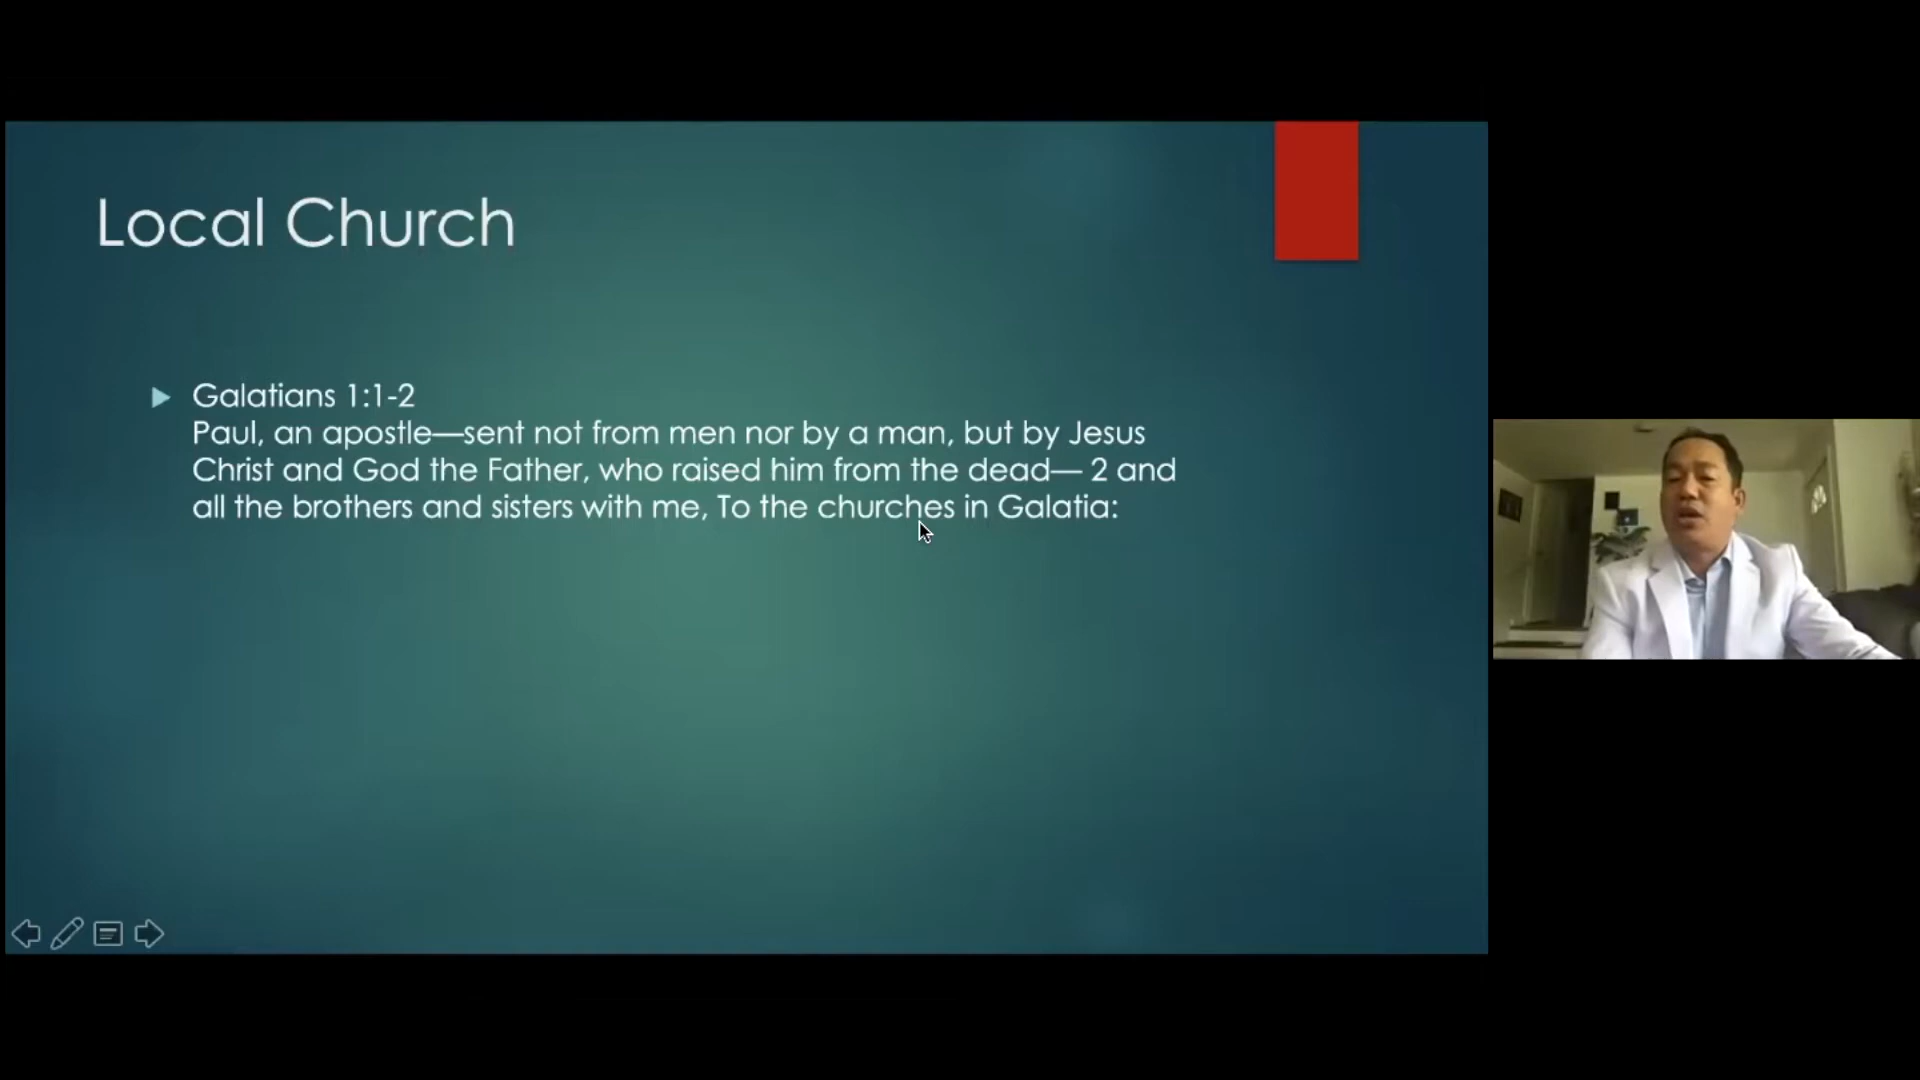 Local Church
Galatians 1:1-2
Paul, an apostle—sent not from men nor by a man, but by Jesus
Christ and God the Father, who raised him from the dead— 2 and
all the brothers and sisters with me, To the churches in Galatia: